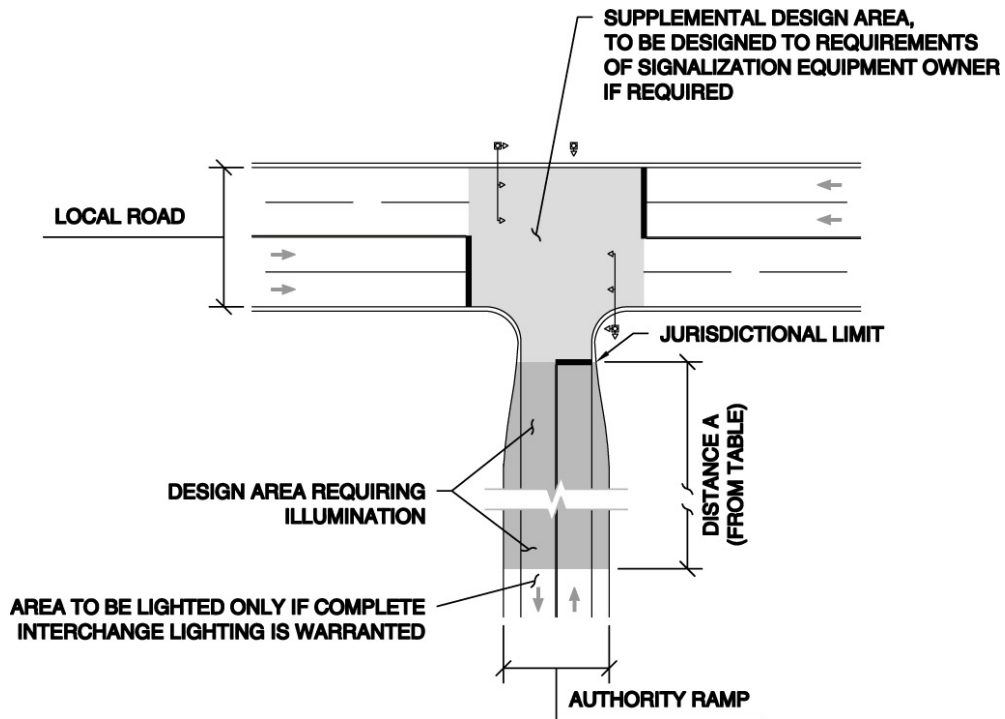 SUPPLEMENTAL DESIGN AREA,
TO BE DESIGNED TO REQUIREMENTS
OF SIGNALIZATION EQUIPMENT OWNER
IF REQUIRED
LOCAL ROAD
JURISDICTIONAL LIMIT
DISTANCE A
(FROM TABLE)
DESIGN AREA REQUIRING
ILLUMINATION
AREA TO BE LIGHTED ONLY IF COMPLETE
INTERCHANGE LIGHTING IS WARRANTED
AUTHORITY RAMP